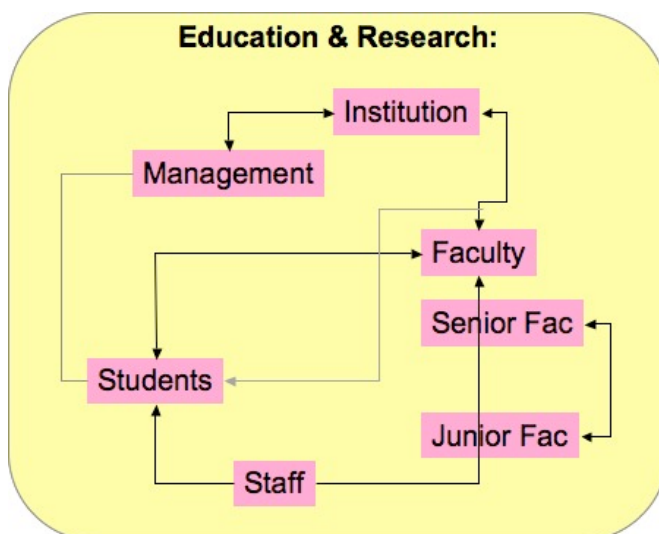 Education & Research:
Institution
Management
Faculty
Senior Fac
Students
Junior Fac
Staff